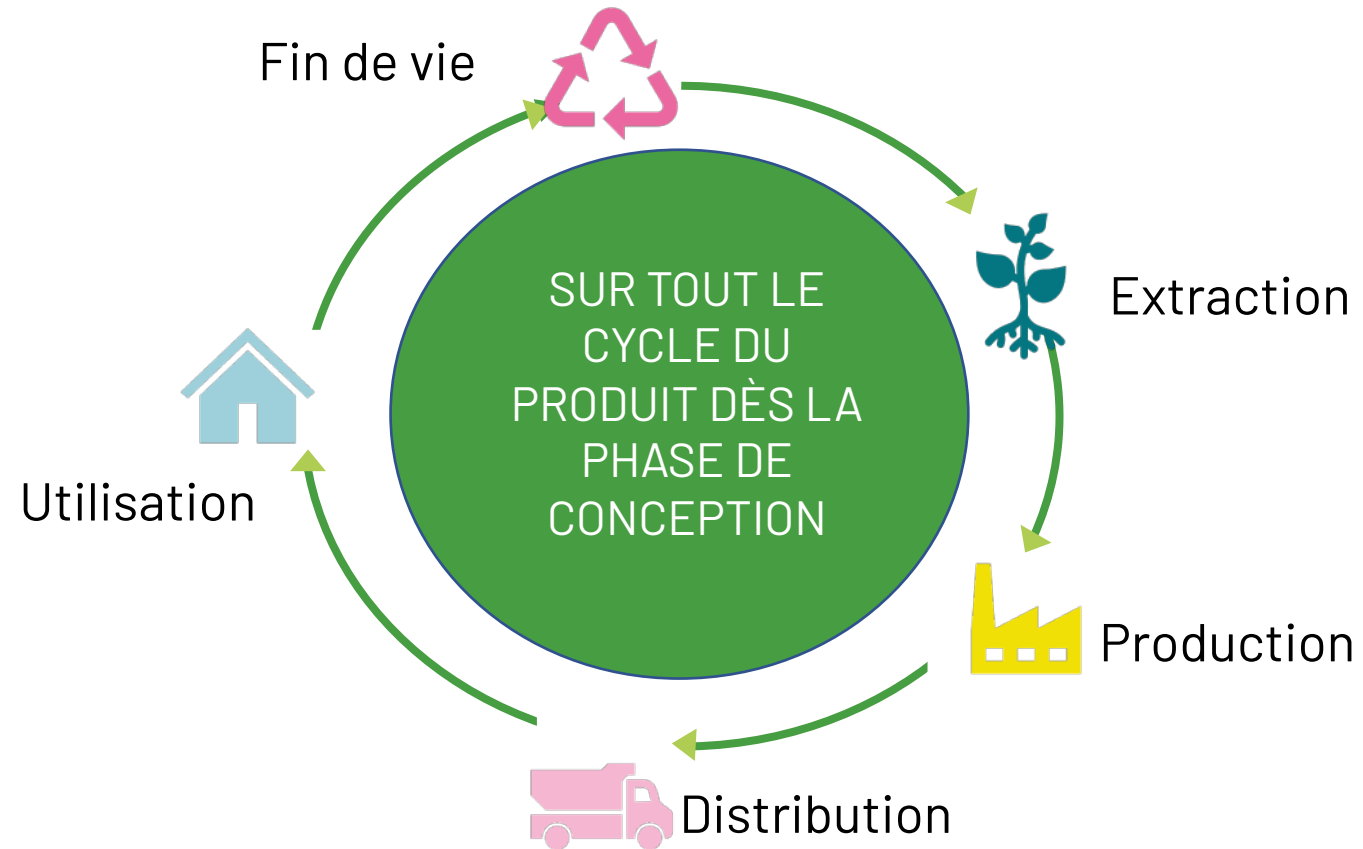 Fin de vie
Extraction
SUR TOUT LE
CYCLE DU
PRODUIT DÈS LA
PHASE DE
CONCEPTION
Utilisation
Production
Distribution